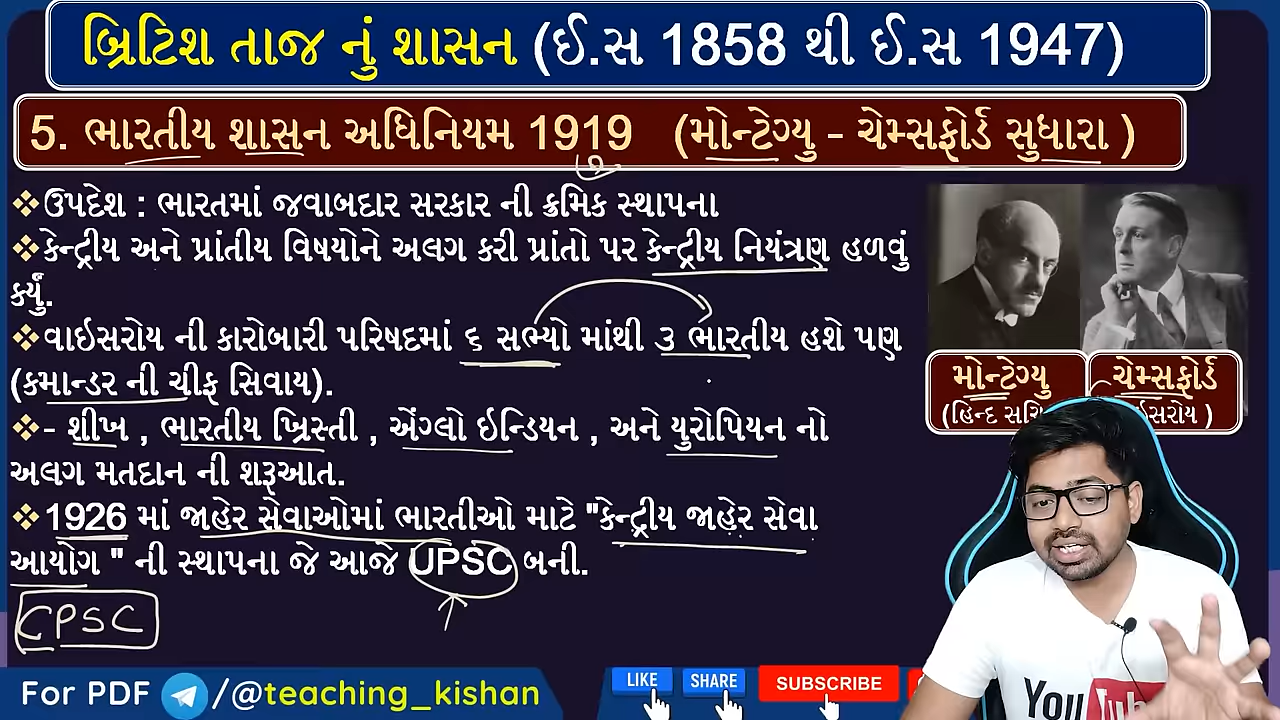 બ્રિટિશ તાજ નું શાસન (ઈ.સ 1858 થી ઈ.સ 1947)
5. ભારતીય શાસન અધિનિયમ 1919 (મોન્ટેગ્યુ - ચેમ્સફોર્ડ સુધારા )
❖ઉપદેશ : ભારતમાં જવાબદાર સરકાર ની ક્રમિક સ્થાપના
❖કેન્દ્રીય અને પ્રાંતીય વિષયોને અલગ કરી પ્રાંતો પર કેન્દ્રીય નિયંત્રણ હળવું
કર્યું.
❖વાઇસરોય ની કારોબારી પરિષદમાં ૬ સભ્યો માંથી ૩ ભારતીય હશે પણ
(કમાન્ડર ની ચીફ સિવાય).
❖- શીખ , ભારતીય ખ્રિસ્તી , એંગ્લો ઇન્ડિયન , અને યુરોપિયન નો
અલગ મતદાન ની શરૂઆત.
❖1926 માં જાહેર સેવાઓમાં ભારતીઓ માટે "કેન્દ્રીય જાહેર સેવા
આયોગ " ની સ્થાપના જે આજે UPSC બની.
CPSC
મોન્ટેગ્યુ
(હિન્દ
ચેમ્સફોર્ડ
For PDF /@teaching_kishan
LIKE
SHARE
SUBSCRIBE
You